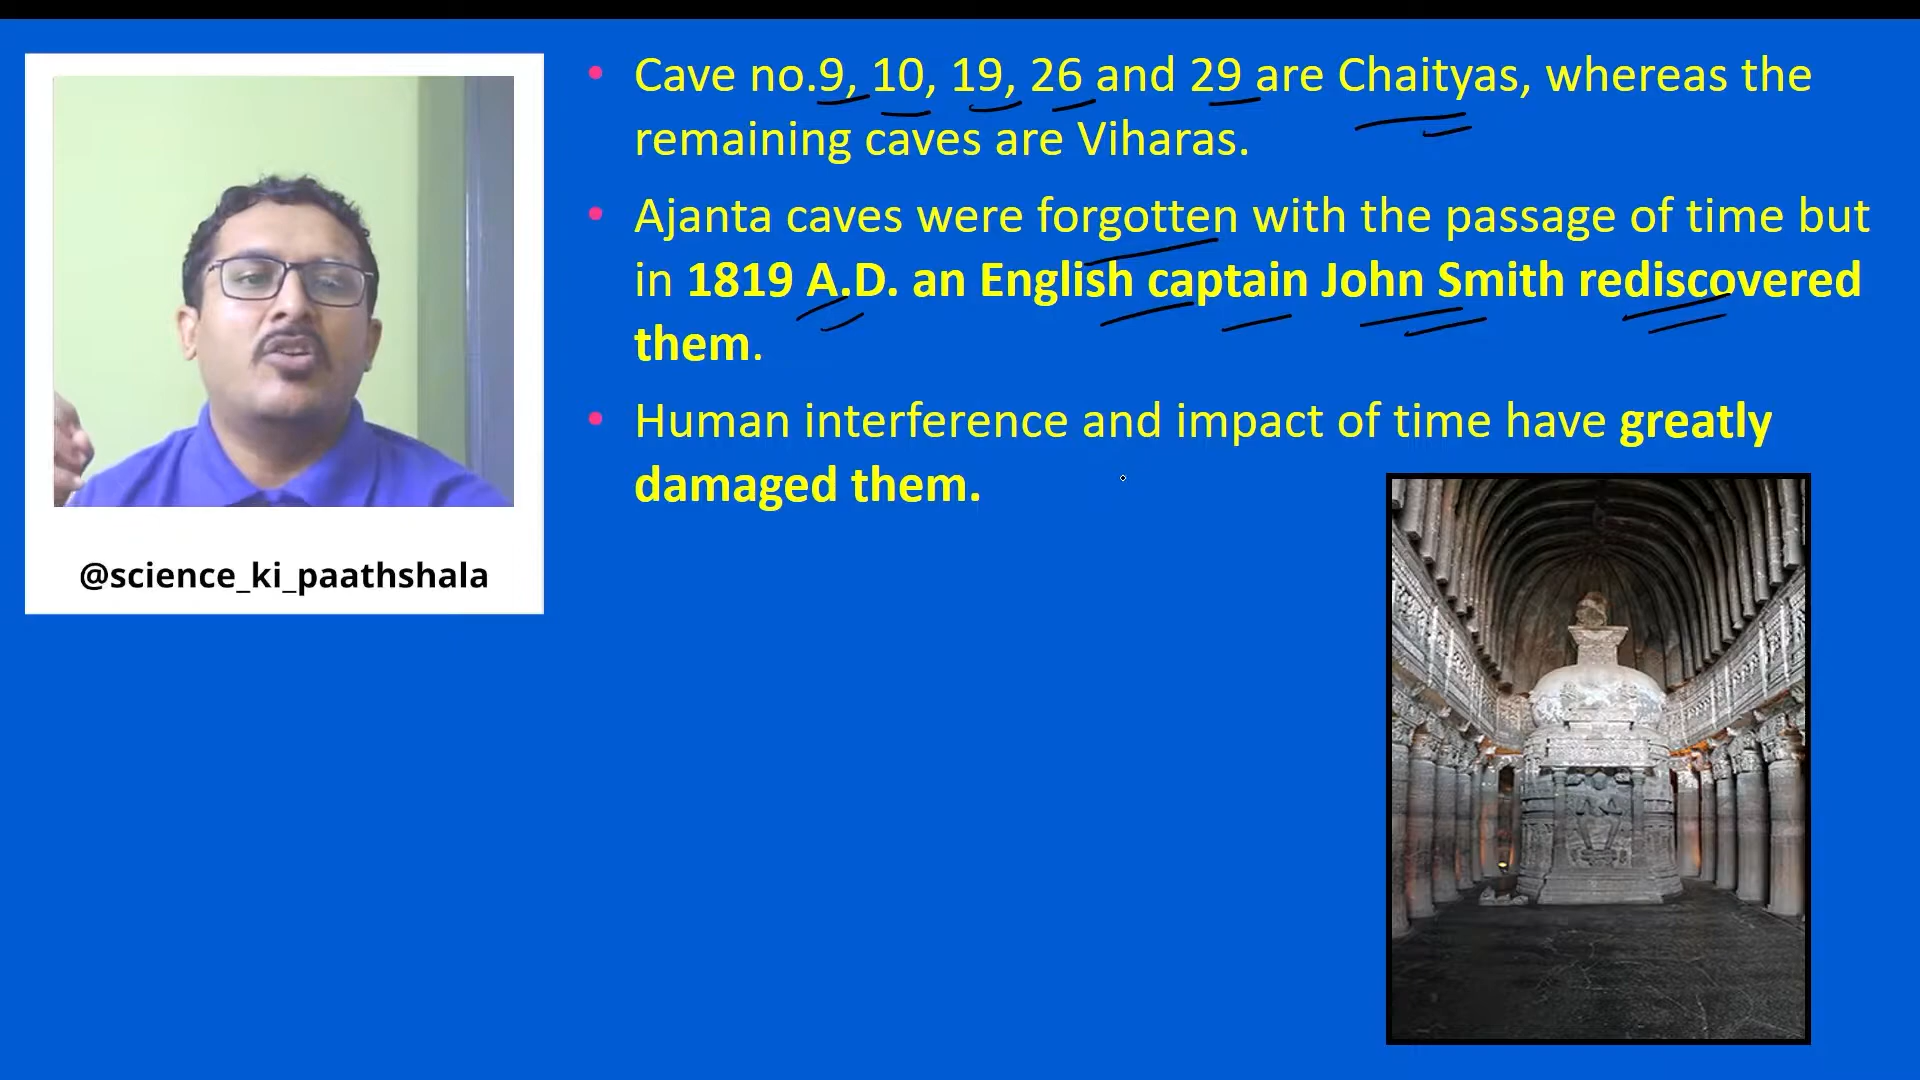 Cave no.9, 10, 19, 26 and 29 are Chaityas, whereas the
remaining caves are Viharas.
Ajanta caves were forgotten with the passage of time but
in 1819 A.D. an English captain John Smith rediscovered
them.
Human interference and impact of time have greatly
damaged them.
@science_ki_paathshala